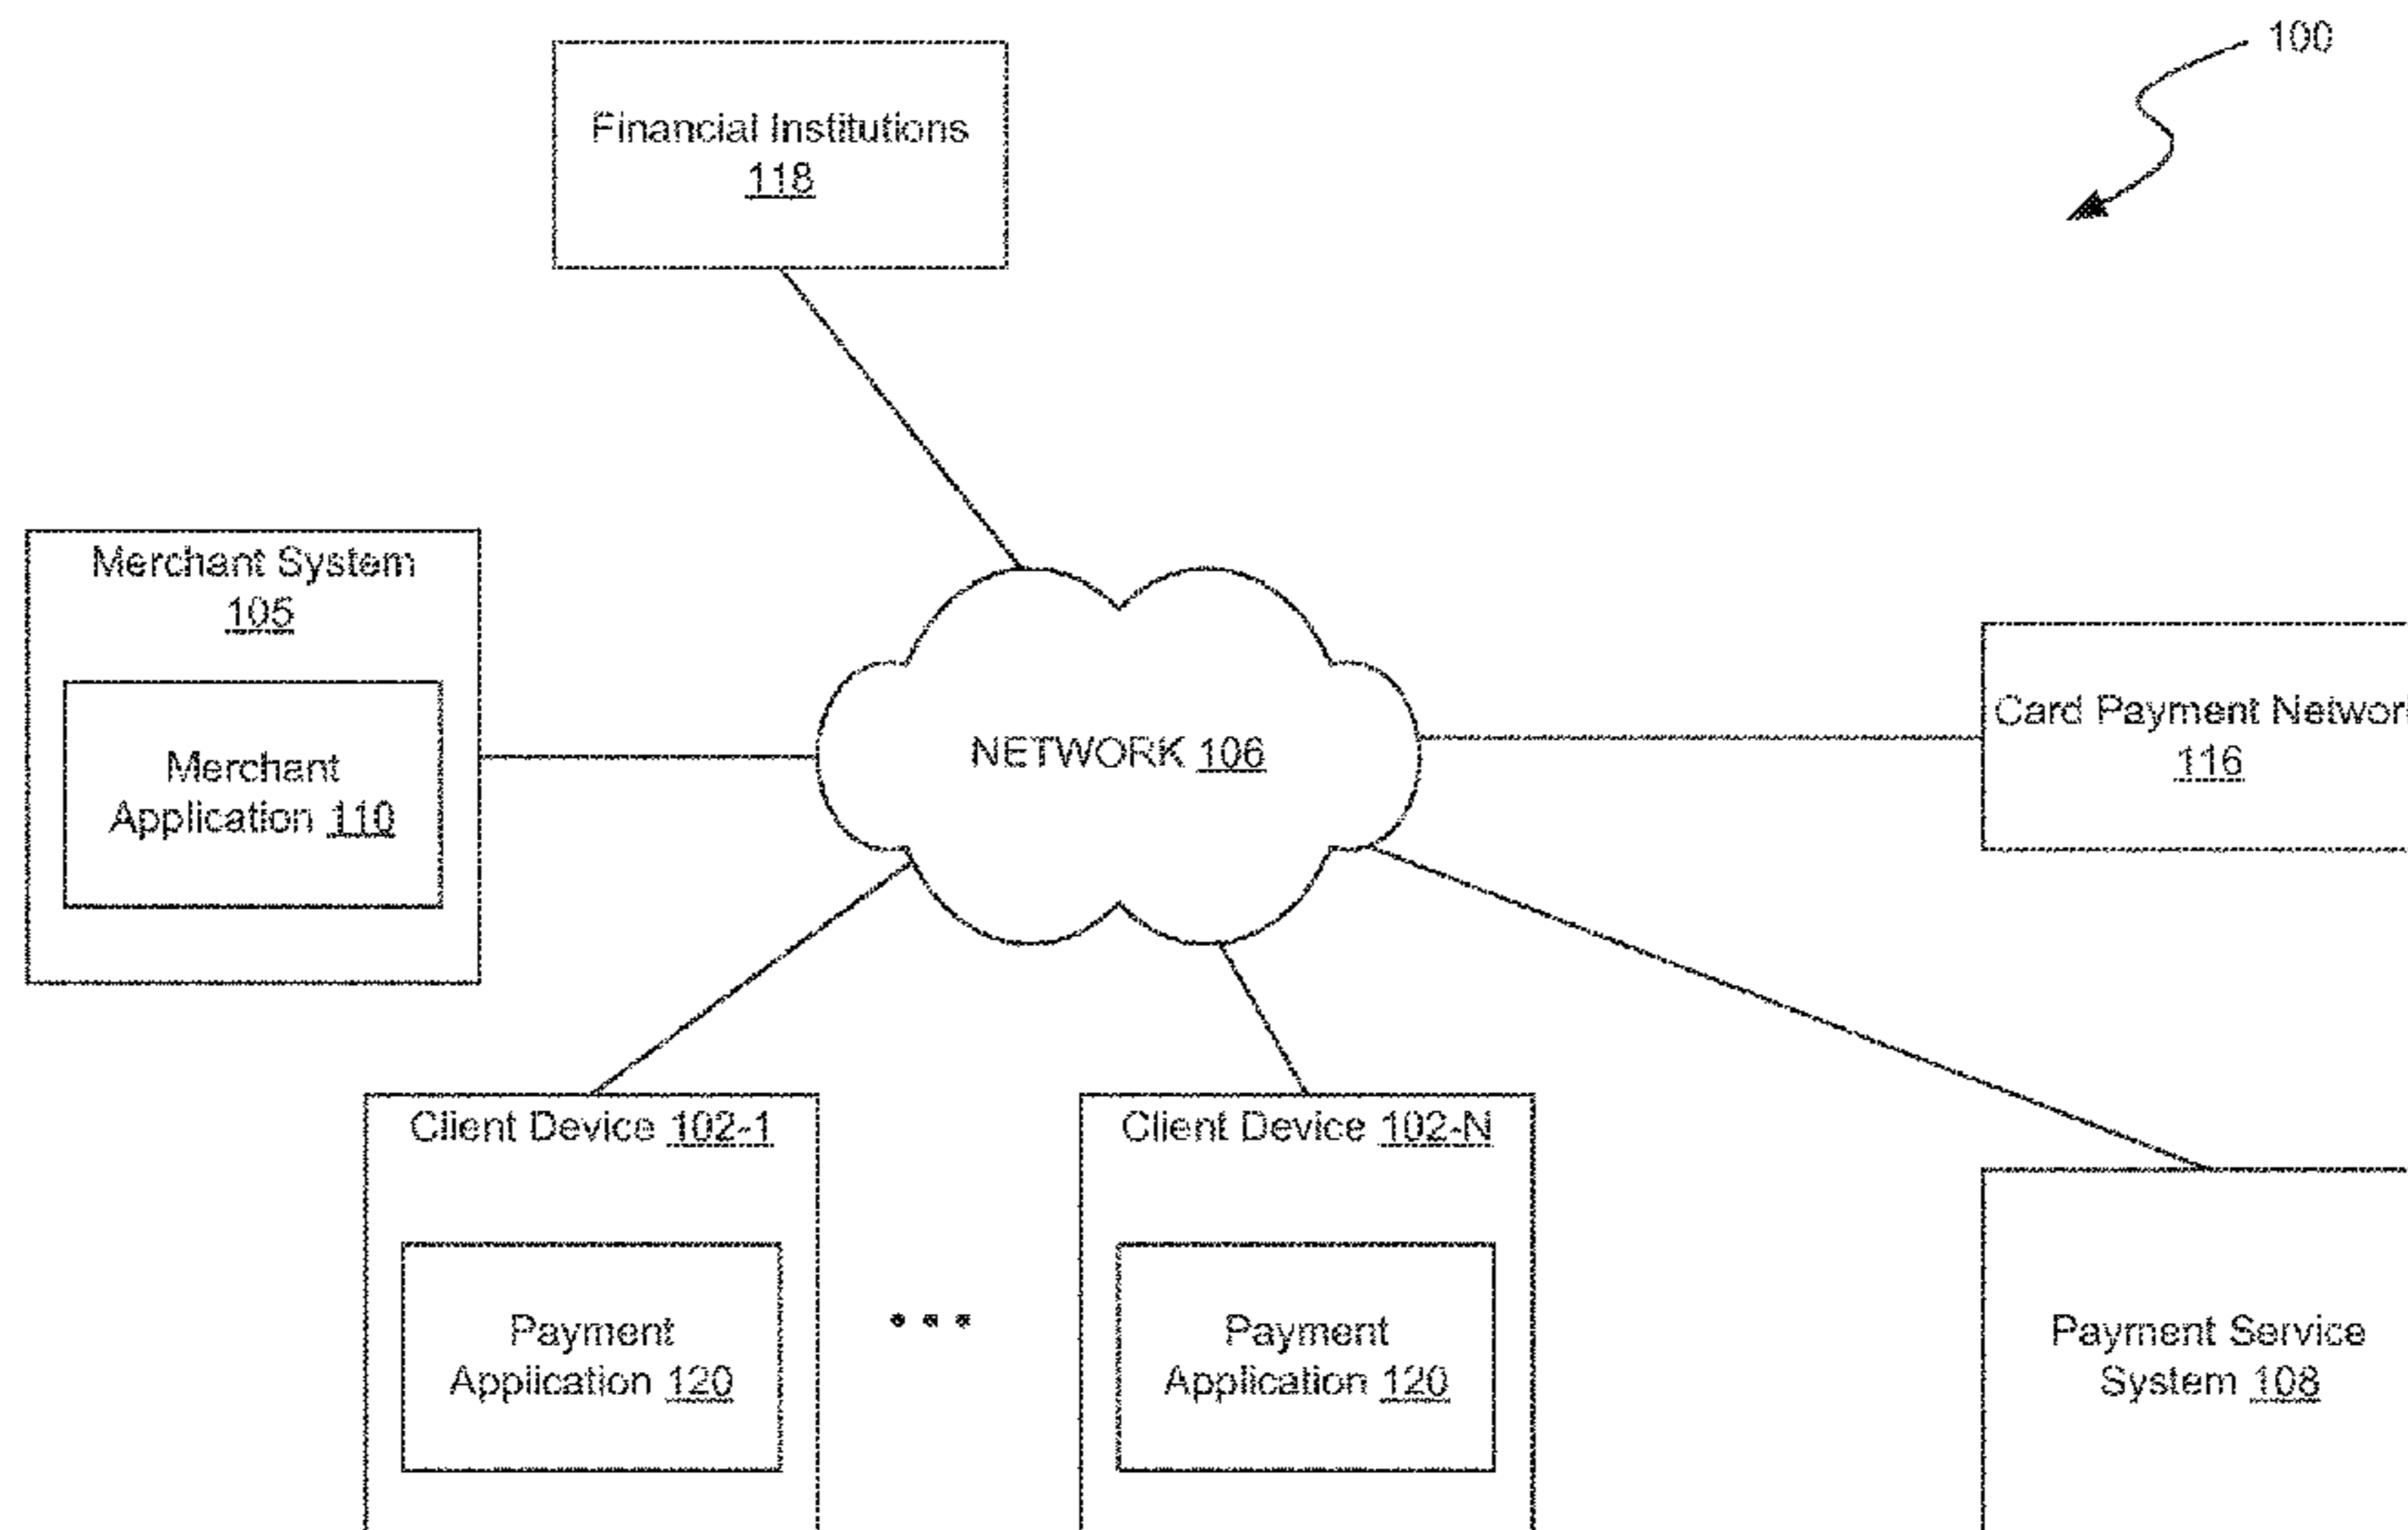 100
Financial Institutions
118
Merchant System
105
Merchant
Application 110
NETWORK 106
Card Payment Networ
116
Client Device 102-1
Payment
Application 120
Client Device 102-N
Payment
Application 120
Payment Service
System 108